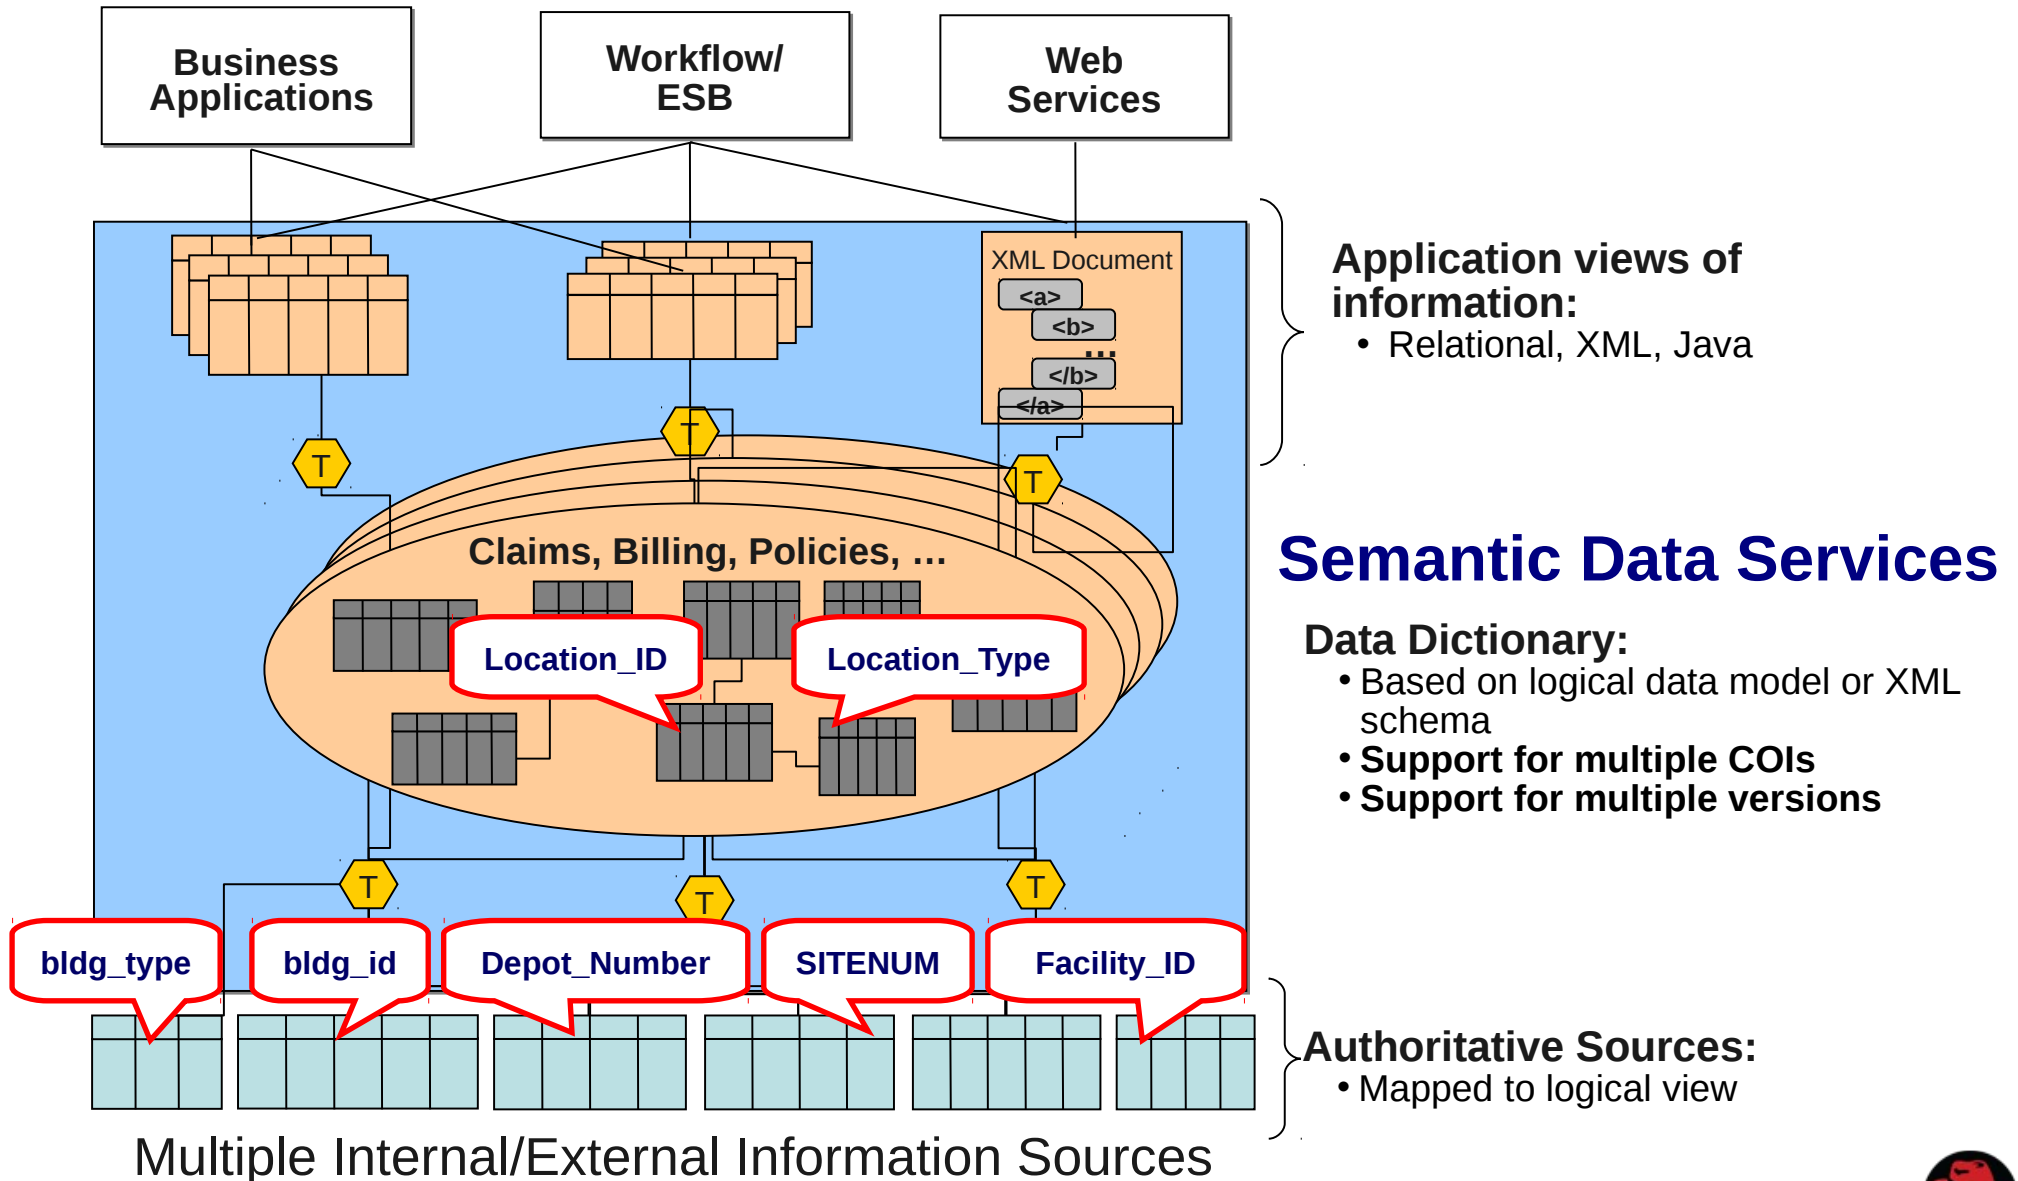 Business
Applications
Workflow/
ESB
Web
Services
XML Document
<a>
<b>
...
</b>
</a>
T
T
T
Claims, Billing, Policies, ...
Location_ID
Location_Type
T
T
T
bldg_type
bldg_id
Depot_Number
SITENUM
Facility_ID
Multiple Internal/External Information Sources
Application views of
information:
• Relational, XML, Java
Semantic Data Services
Data Dictionary:
• Based on logical data model or XML
schema
• Support for multiple COIs
• Support for multiple versions
Authoritative Sources:
• Mapped to logical view